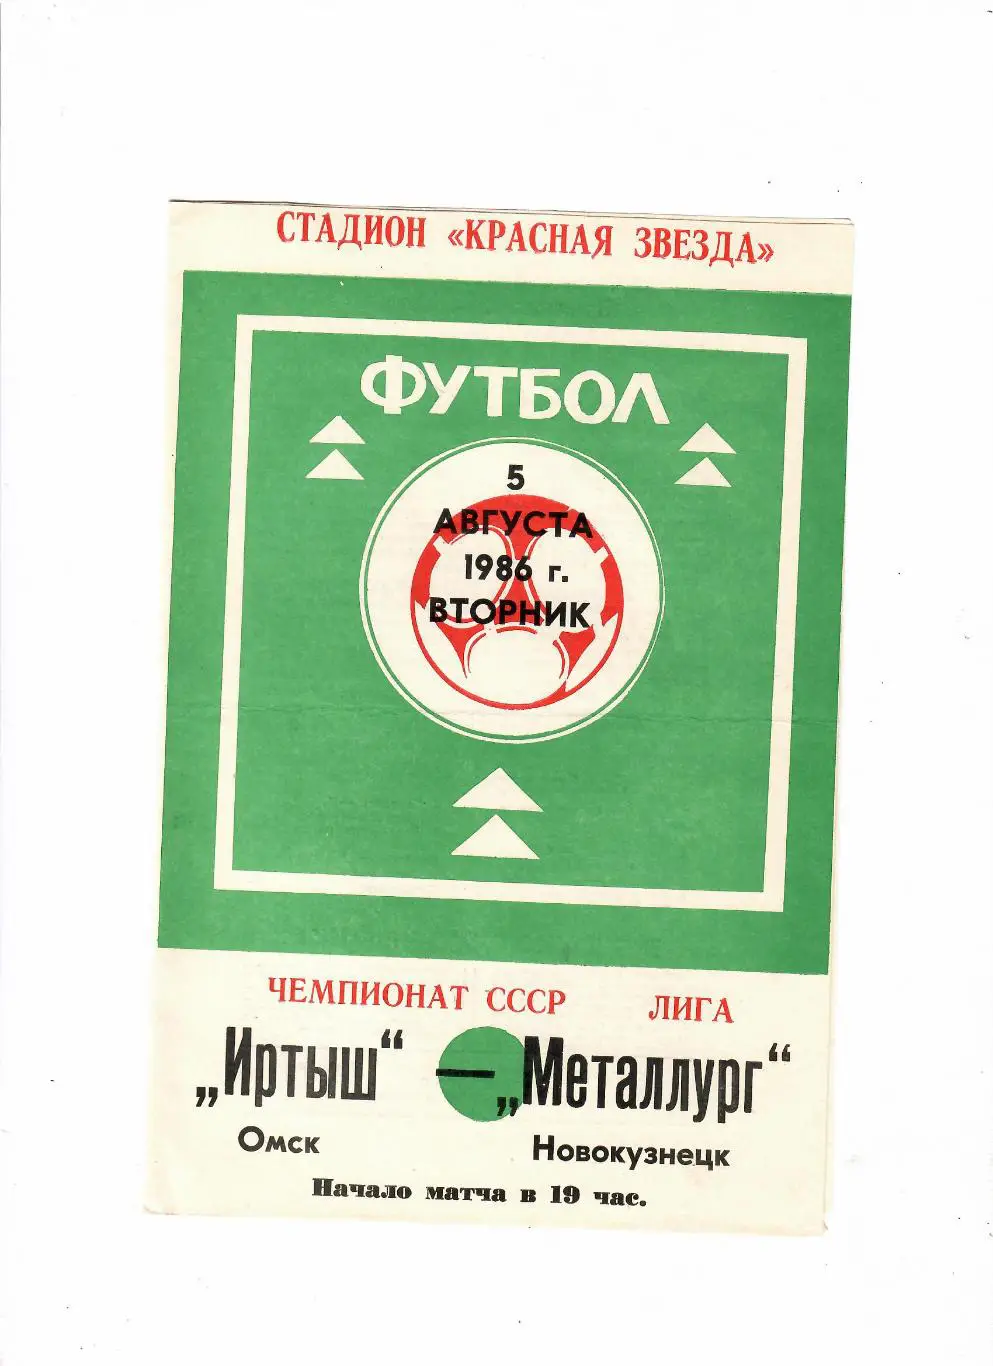 СТАДИОН «КРАСНАЯ ЗВЕЗДА»
ФУТБОЛ
5
АВГУСТА
1986 г.
ВТОРНИК
ЧЕМПИОНАТ СССР ЛИГА
„Иртыш“ — „Металлург“
Омск Новокузнецк
Начало матча в 19 час.